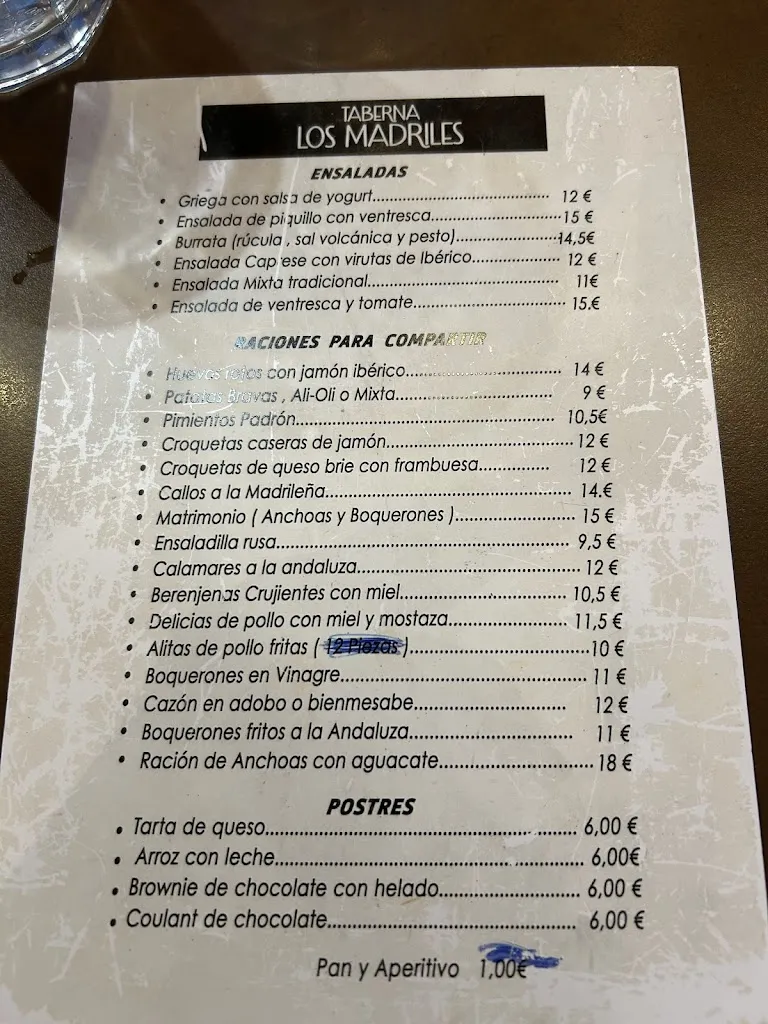 TABERNA
LOS MADRILES
ENSALADAS
• Griega con salsa de yogurt........................................ 12 €
• Ensalada de piquillo con ventresca............................. 15 €
• Burrata (rúcula , sal volcánica y pesto).......................14,5€
• Ensalada Caprese con virutas de Ibérico.................... 12 €
• Ensalada Mixta tradicional.......................................... 11€
• Ensalada de ventresca y tomate................................. 15.€
RACIONES PARA COMPARTIR
• Huevos rotos con jamón ibérico.................................. 14 €
• Patatas Bravas , Ali-Oli o Mixta.................................. 9 €
• Pimientos Padrón...................................................... 10,5€
• Croquetas caseras de jamón....................................... 12 €
• Croquetas de queso brie con frambuesa............... 12 €
• Callos a la Madrileña.................................................. 14.€
• Matrimonio ( Anchoas y Boquerones )......................... 15 €
• Ensaladilla rusa........................................................... 9,5 €
• Calamares a la andaluza............................................. 12 €
• Berenjenas Crujientes con miel.................................. 10,5 €
• Delicias de pollo con miel y mostaza........................ 11,5 €
• Alitas de pollo fritas ( 12 Piezas )...................................10 €
• Boquerones en Vinagre................................................. 11 €
• Cazón en adobo o bienmesabe.............................. 12 €
• Boquerones fritos a la Andaluza................................. 11 €
• Ración de Anchoas con aguacate.............................. 18 €
POSTRES
• Tarta de queso............................................................ 6,00 €
• Arroz con leche........................................................... 6,00€
• Brownie de chocolate con helado........................... 6,00 €
• Coulant de chocolate................................................ 6,00 €
Pan y Aperitivo 1,00€